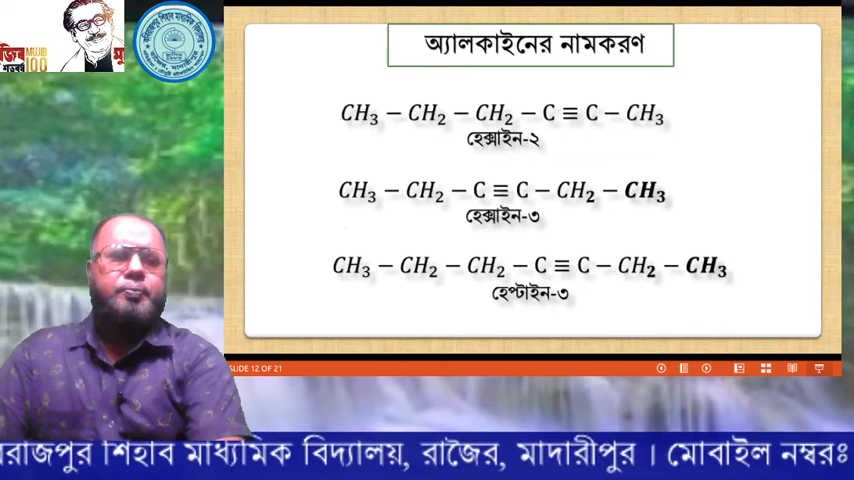 MUJIB
100
অ্যালকাইনের নামকরণ
CH₃ − CH₂ − CH₂ − C ≡ C − CH₃
হেক্সাইন-২
CH₃ − CH₂ − C ≡ C − CH₂ − CH₃
হেক্সাইন-৩
CH₃ − CH₂ − CH₂ − C ≡ C − CH₂ − CH₃
হেপ্টাইন-৩
SLIDE 12 OF 21
রাজপুর শিহাব মাধ্যমিক বিদ্যালয়, রাজৈর, মাদারীপুর । মোবাইল নম্বরঃ